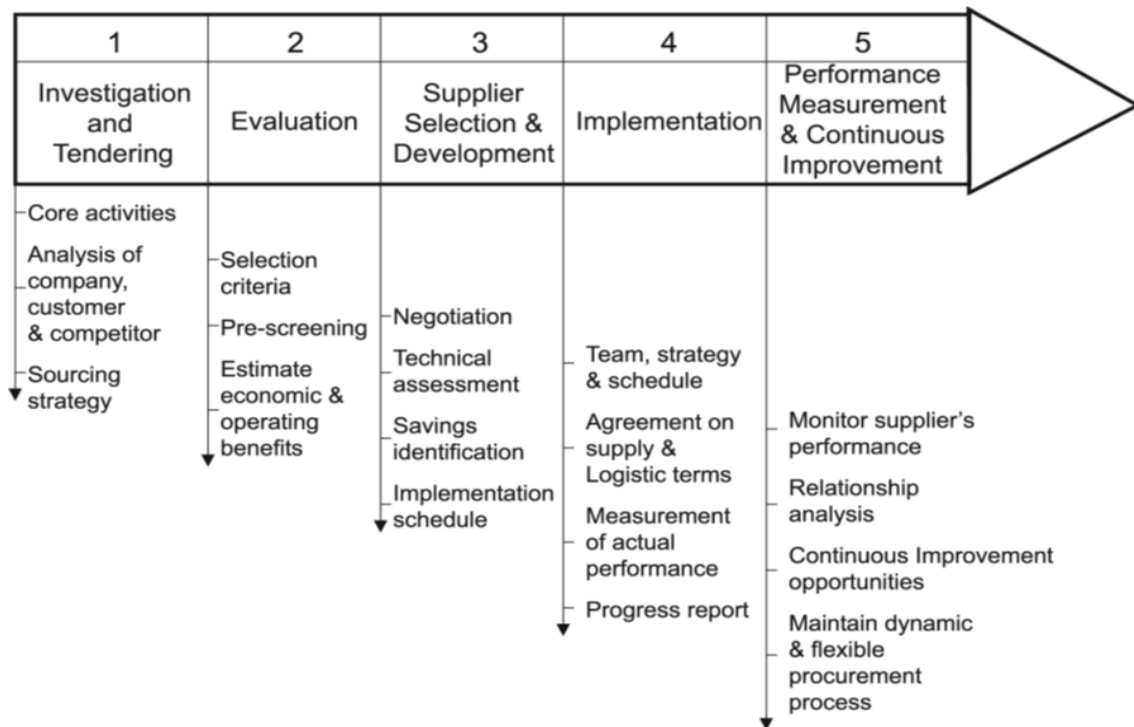 1
2
3
4
5
Investigation
and
Tendering
Evaluation
Supplier
Selection &
Development
Implementation
Performance
Measurement
& Continuous
Improvement
Core activities
Analysis of
company,
customer
& competitor
Sourcing
strategy
Selection
criteria
Pre-screening
Estimate
economic &
operating
benefits
Negotiation
Technical
assessment
Savings
identification
Implementation
schedule
Team, strategy
& schedule
Agreement on
supply &
Logistic terms
Measurement
of actual
performance
Progress report
Monitor supplier's
performance
Relationship
analysis
Continuous Improvement
opportunities
Maintain dynamic
& flexible
procurement
process